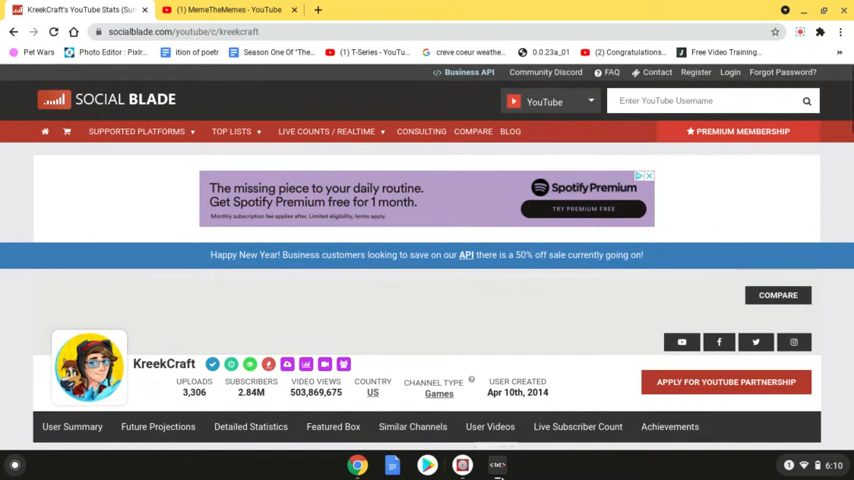 KreekCraft's YouTube Stats (Sum
(1) MemeTheMemes - YouTube
socialblade.com/youtube/c/kreekcraft
Pet Wars
Photo Editor : Pixlr...
ition of poetr
Season One Of "The...
(1) T-Series - YouTu...
creve coeur weathe...
0.0.23a_01
(2) Congratulations...
Free Video Training...
</> Business API
Community Discord
FAQ
Contact
Register
Login
Forgot Password?
SOCIAL BLADE
YouTube
Enter YouTube Username
SUPPORTED PLATFORMS
TOP LISTS
LIVE COUNTS / REALTIME
CONSULTING
COMPARE
BLOG
PREMIUM MEMBERSHIP
The missing piece to your daily routine.
Get Spotify Premium free for 1 month.
Monthly subscription fee applies after. Limited eligibility, terms apply.
Spotify Premium
TRY PREMIUM FREE
Happy New Year! Business customers looking to save on our API there is a 50% off sale currently going on!
COMPARE
KreekCraft
UPLOADS
3,306
SUBSCRIBERS
2.84M
VIDEO VIEWS
503,869,675
COUNTRY
US
CHANNEL TYPE
Games
USER CREATED
Apr 10th, 2014
APPLY FOR YOUTUBE PARTNERSHIP
User Summary
Future Projections
Detailed Statistics
Featured Box
Similar Channels
User Videos
Live Subscriber Count
Achievements
<txt>
1
6:10